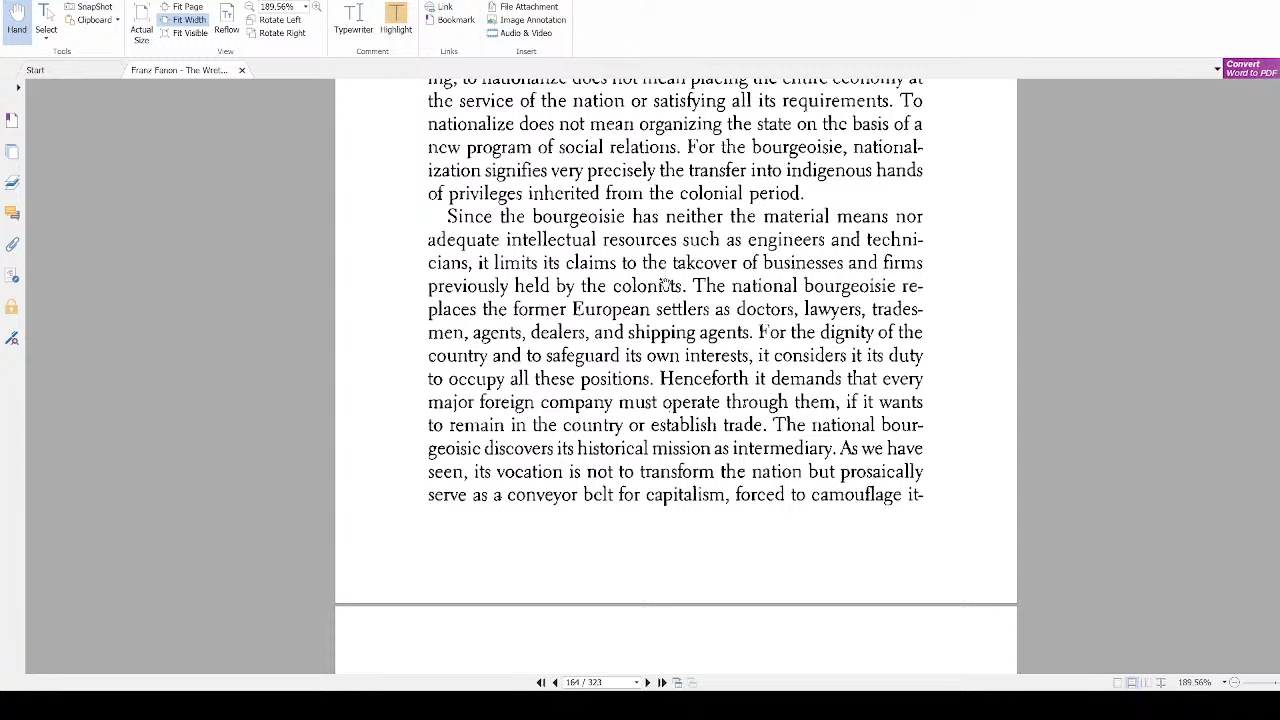 SnapShot
Fit Page
189.56%
Link
File Attachment
Clipboard
Fit Width
Rotate Left
Bookmark
Image Annotation
Hand
Select
Actual Size
Fit Visible
Reflow
Rotate Right
Typewriter
Highlight
Audio & Video
Tools
View
Comment
Links
Insert
Start
Franz Fanon - The Wret...
Convert
Word to PDF
ing, to nationalize does not mean placing the entire economy at
the service of the nation or satisfying all its requirements. To
nationalize does not mean organizing the state on the basis of a
new program of social relations. For the bourgeoisie, national-
ization signifies very precisely the transfer into indigenous hands
of privileges inherited from the colonial period.
Since the bourgeoisie has neither the material means nor
adequate intellectual resources such as engineers and techni-
cians, it limits its claims to the takeover of businesses and firms
previously held by the colonists. The national bourgeoisie re-
places the former European settlers as doctors, lawyers, trades-
men, agents, dealers, and shipping agents. For the dignity of the
country and to safeguard its own interests, it considers it its duty
to occupy all these positions. Henceforth it demands that every
major foreign company must operate through them, if it wants
to remain in the country or establish trade. The national bour-
geoisie discovers its historical mission as intermediary. As we have
seen, its vocation is not to transform the nation but prosaically
serve as a conveyor belt for capitalism, forced to camouflage it-
164 / 323
189.56%